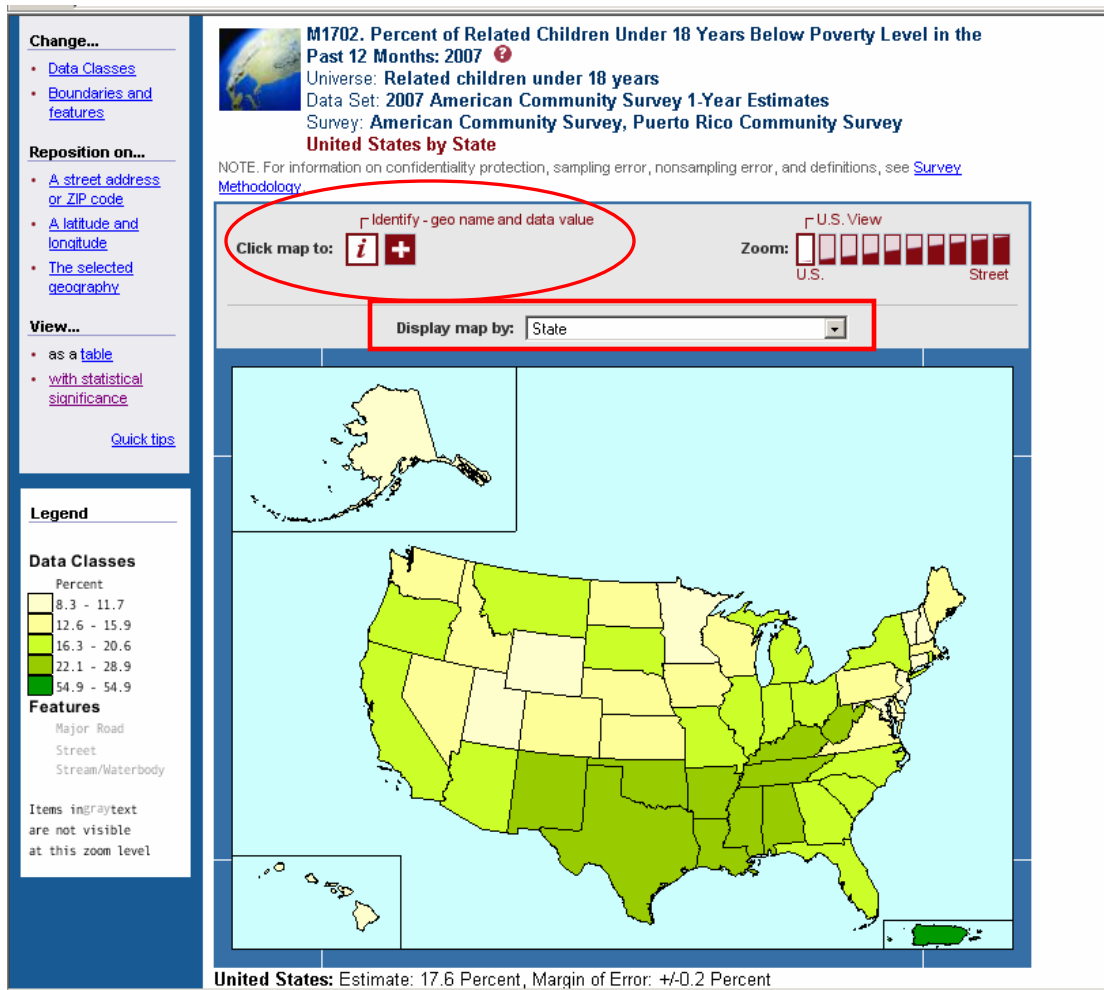 Change...
• Data Classes
• Boundaries and
features
Reposition on...
• A street address
or ZIP code
• A latitude and
longitude
• The selected
geography
View...
• as a table
• with statistical
significance
Quick tips
Legend
Data Classes
Percent
8.3 - 11.7
12.6 - 15.9
16.3 - 20.6
22.1 - 28.9
54.9 - 54.9
Features
Major Road
Street
Stream/Waterbody
Items ingraytext
are not visible
at this zoom level
M1702. Percent of Related Children Under 18 Years Below Poverty Level in the
Past 12 Months: 2007 ?
Universe: Related children under 18 years
Data Set: 2007 American Community Survey 1-Year Estimates
Survey: American Community Survey, Puerto Rico Community Survey
United States by State
NOTE. For information on confidentiality protection, sampling error, nonsampling error, and definitions, see Survey
Methodology.
Identify - geo name and data value
Click map to: i +
U.S. View
Zoom:
U.S. Street
Display map by: State
United States: Estimate: 17.6 Percent, Margin of Error: +/-0.2 Percent